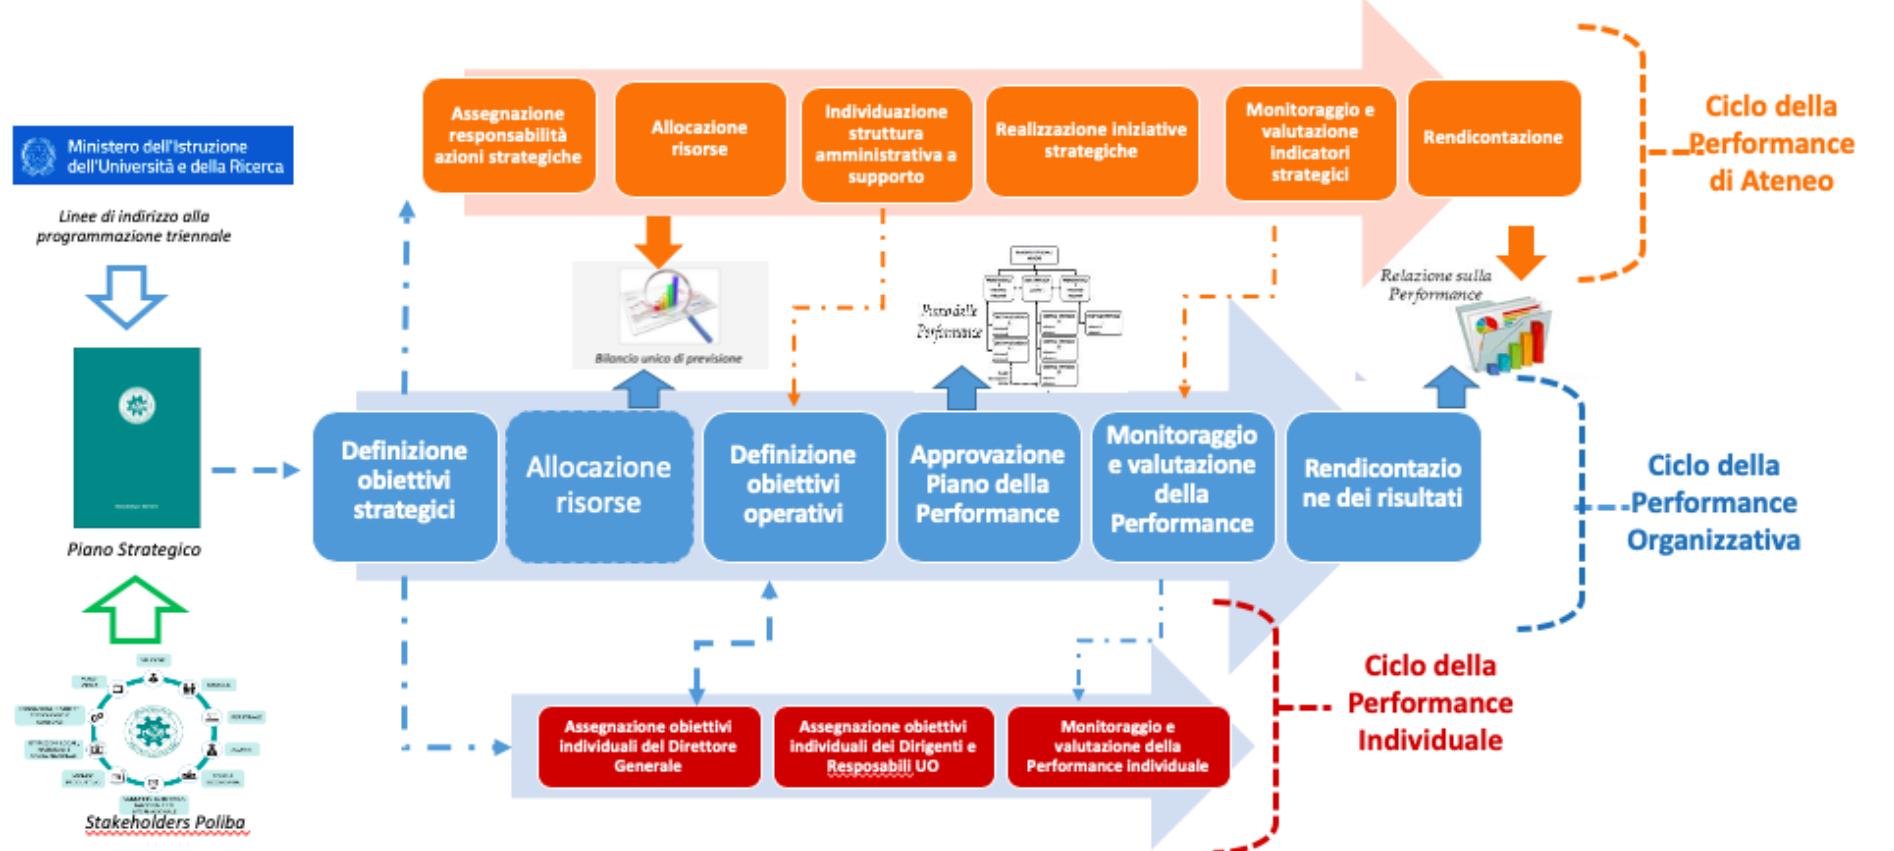 Ministero dell'Istruzione
dell'Università e della Ricerca
Linee di indirizzo alla
programmazione triennale
Piano Strategico
Stakeholders Poliba
Assegnazione
responsabilità
azioni strategiche
Allocazione
risorse
Individuazione
struttura
amministrativa a
supporto
Realizzazione iniziative
strategiche
Monitoraggio e
valutazione
indicatori
strategici
Rendicontazione
Ciclo della
Performance
di Ateneo
Bilancio unico di previsione
Piano delle
Performance
Relazione sulla
Performance
Definizione
obiettivi
strategici
Allocazione
risorse
Definizione
obiettivi
operativi
Approvazione
Piano della
Performance
Monitoraggio
e valutazione
della
Performance
Rendicontazio
ne dei risultati
Ciclo della
Performance
Organizzativa
Assegnazione obiettivi
individuali del Direttore
Generale
Assegnazione obiettivi
individuali dei Dirigenti e
Resposabili UO
Monitoraggio e
valutazione della
Performance individuale
Ciclo della
Performance
Individuale